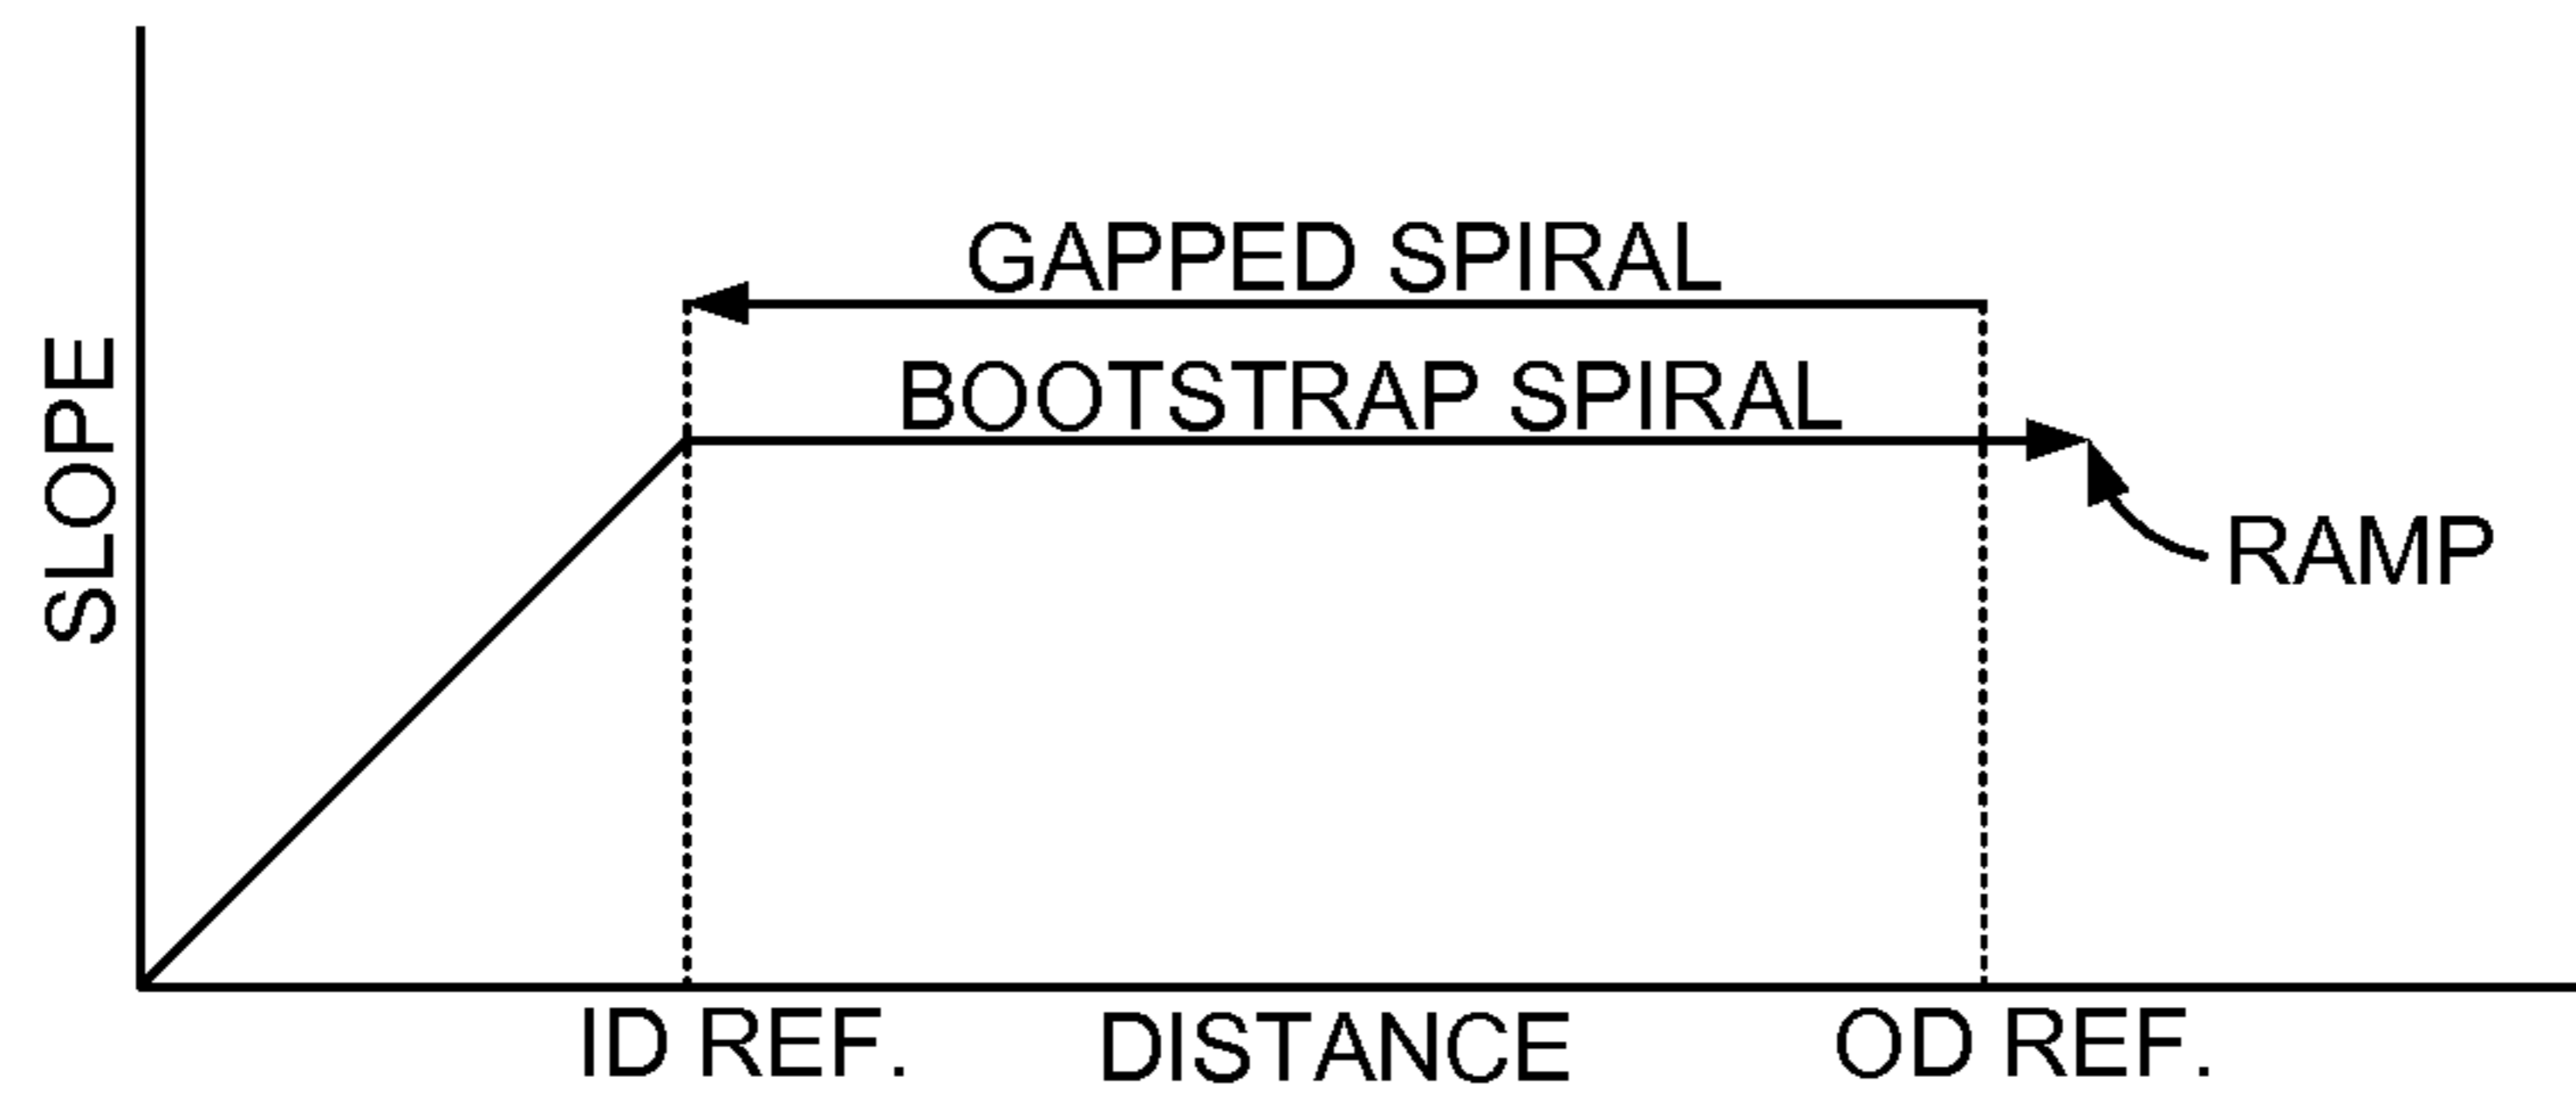 GAPPED SPIRAL
BOOTSTRAP SPIRAL
SLOPE
RAMP
ID REF.
DISTANCE
OD REF.